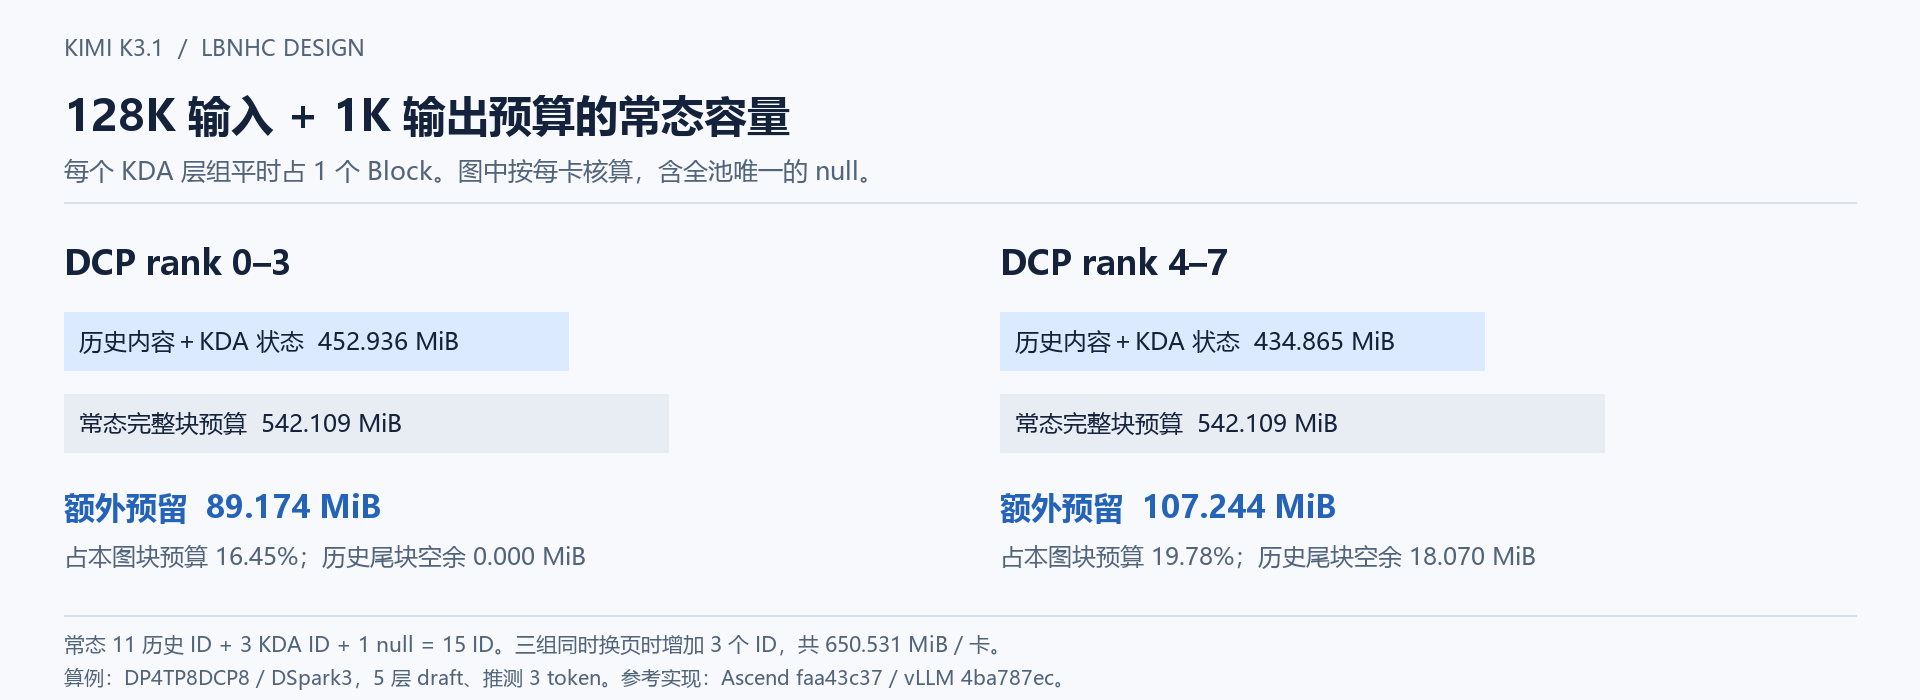 KIMI K3.1 / LBNHC DESIGN
128K 输入 + 1K 输出预算的常态容量
每个 KDA 层组平时占 1 个 Block。图中按每卡核算，含全池唯一的 null。
DCP rank 0–3
历史内容 + KDA 状态 452.936 MiB
常态完整块预算 542.109 MiB
额外预留 89.174 MiB
占本图块预算 16.45%；历史尾块空余 0.000 MiB
DCP rank 4–7
历史内容 + KDA 状态 434.865 MiB
常态完整块预算 542.109 MiB
额外预留 107.244 MiB
占本图块预算 19.78%；历史尾块空余 18.070 MiB
常态 11 历史 ID + 3 KDA ID + 1 null = 15 ID。三组同时换页时增加 3 个 ID，共 650.531 MiB / 卡。
算例：DP4TP8DCP8 / DSpark3，5 层 draft、推测 3 token。参考实现：Ascend faa43c37 / vLLM 4ba787ec。